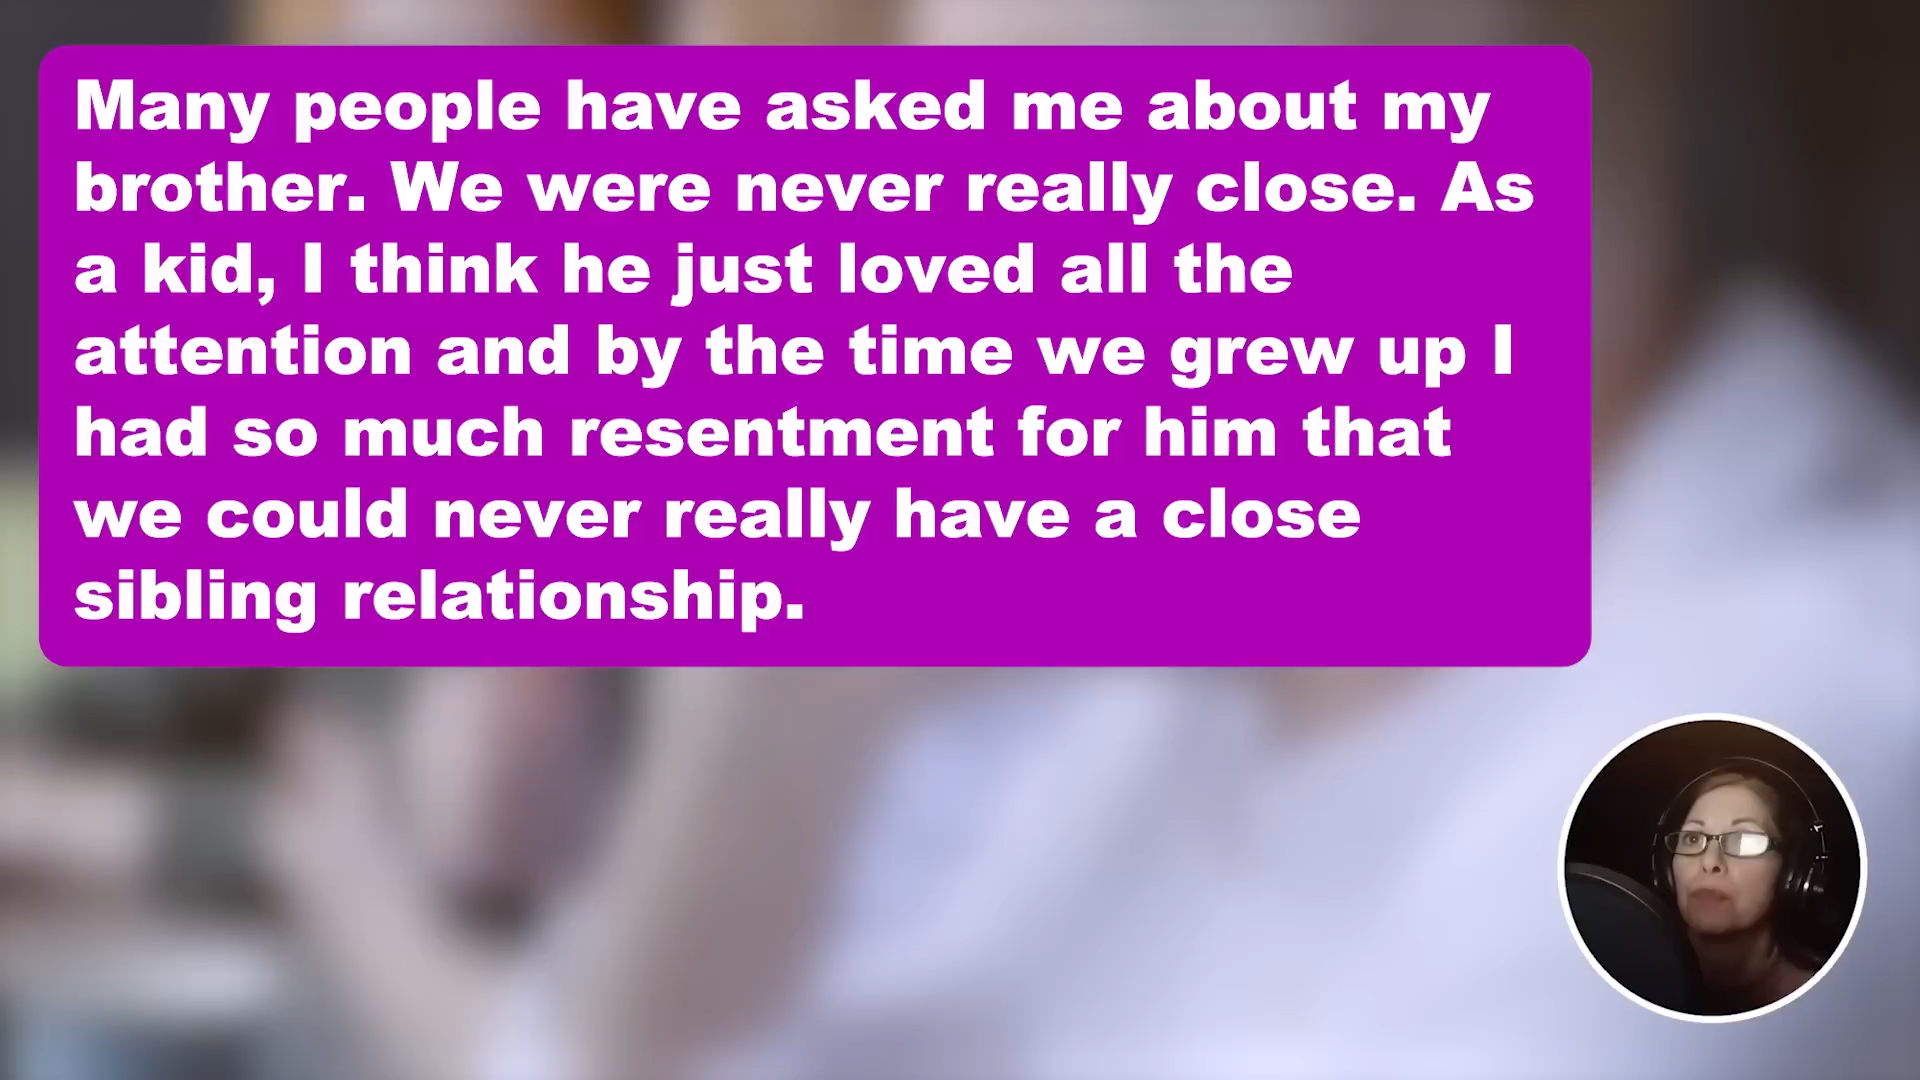 Many people have asked me about my
brother. We were never really close. As
a kid, I think he just loved all the
attention and by the time we grew up I
had so much resentment for him that
we could never really have a close
sibling relationship.